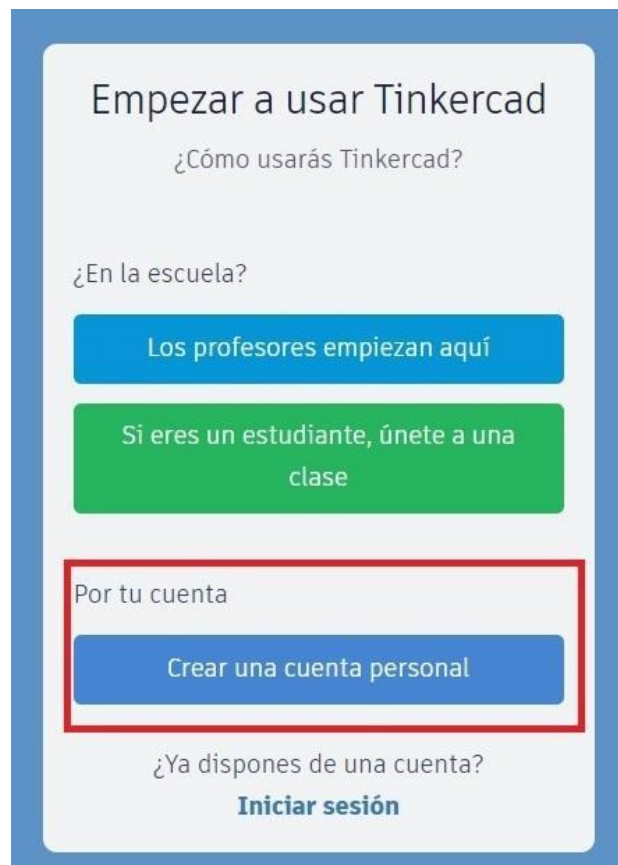 Empezar a usar Tinkercad
¿Cómo usarás Tinkercad?
¿En la escuela?
Los profesores empiezan aquí
Si eres un estudiante, únete a una
clase
Por tu cuenta
Crear una cuenta personal
¿Ya dispones de una cuenta?
Iniciar sesión